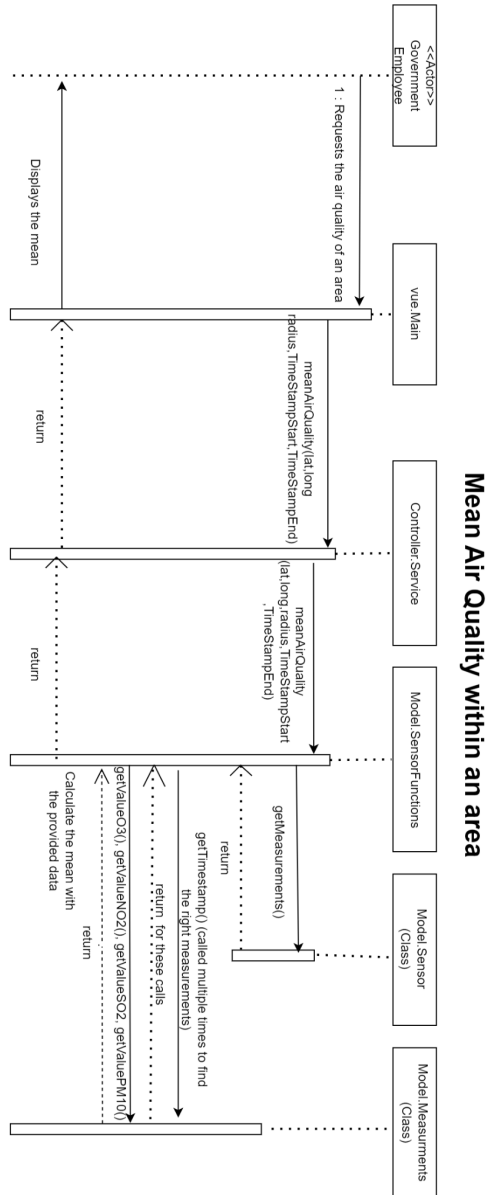 Mean Air Quality within an area
<<Actor>>
Government
Employee
vue.Main
Controller.Service
Model.SensorFunctions
Model.Sensor
(Class)
Model.Measurments
(Class)
1 : Requests the air quality of an area
meanAirQuality(lat,long
radius,TimeStampStart,TimeStampEnd)
meanAirQuality
(lat,long,radius,TimeStampStart
,TimeStampEnd)
getMeasurements()
return
getTimestamp() (called multiple times to find
the right measurements)
return for these calls
getValueO3(), getValueNO2(), getValueSO2, getValuePM10()
return
Calculate the mean with
the provided data
return
return
Displays the mean